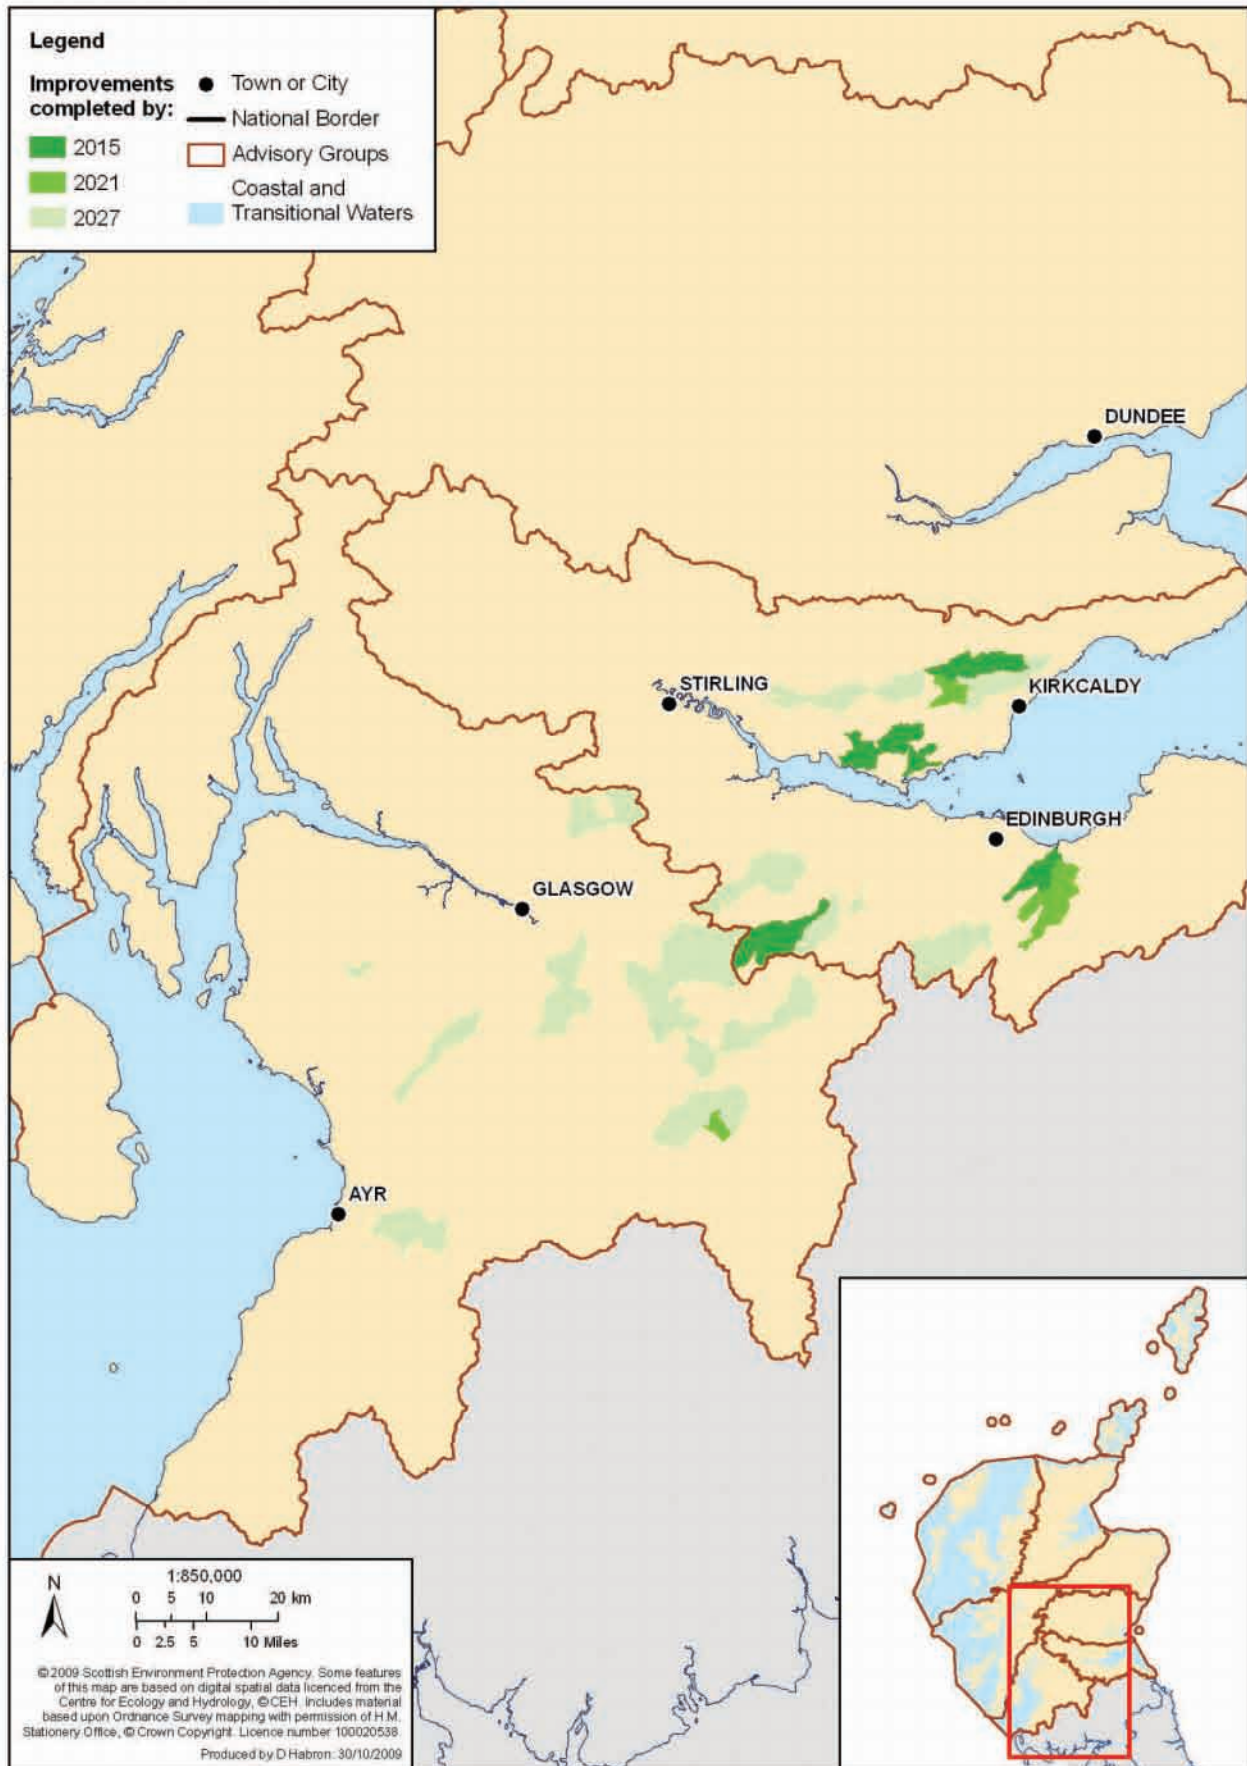 Legend
Improvements
completed by:
2015
2021
2027
Town or City
National Border
Advisory Groups
Coastal and
Transitional Waters
DUNDEE
STIRLING
KIRKCALDY
EDINBURGH
GLASGOW
AYR
N
1:850,000
0 5 10 20 km
0 2.5 5 10 Miles
©2009 Scottish Environment Protection Agency. Some features
of this map are based on digital spatial data licenced from the
Centre for Ecology and Hydrology, ©CEH. Includes material
based upon Ordnance Survey mapping with permission of H.M.
Stationery Office, © Crown Copyright. Licence number 100020538.
Produced by D Habron: 30/10/2009